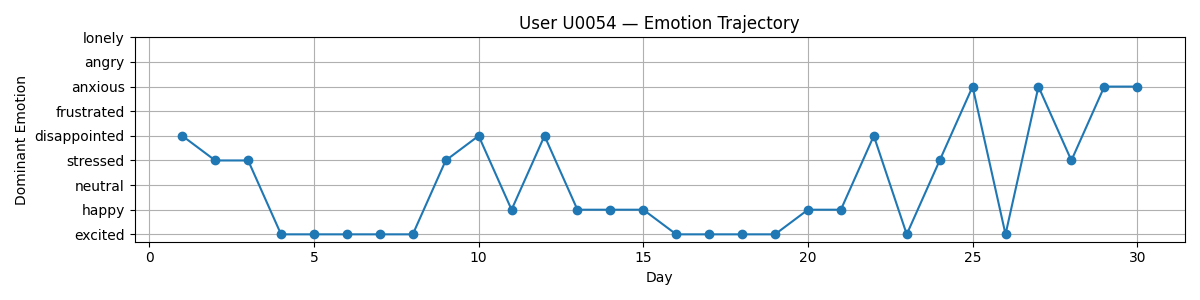 User U0054 — Emotion Trajectory
lonely
angry
anxious
frustrated
disappointed
stressed
neutral
happy
excited
Dominant Emotion
0 5 10 15 20 25 30
Day